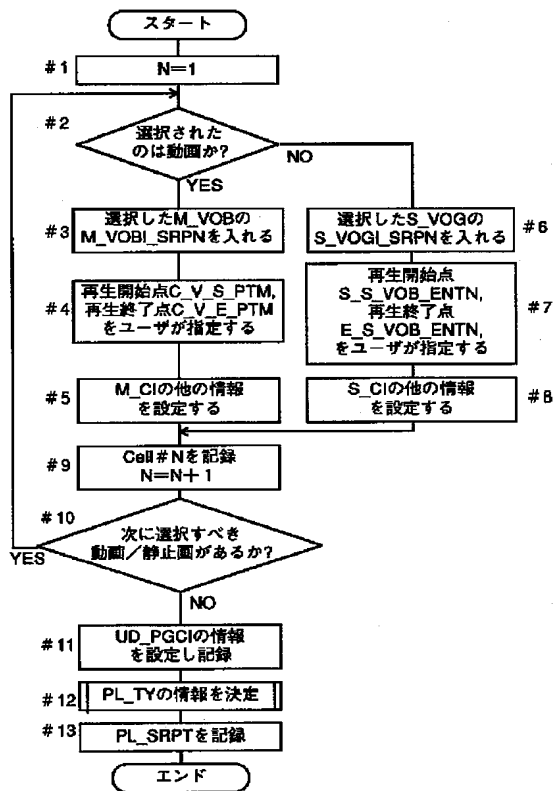 スタート
#1
N=1
#2
選択された
のは動画か?
NO
YES
#3
選択したM_VOBの
M_VOBI_SRPNを入れる
選択したS_VOGの
S_VOGI_SRPNを入れる
#6
#4
再生開始点C_V_S_PTM,
再生終了点C_V_E_PTM
をユーザが指定する
再生開始点
S_S_VOB_ENTN,
再生終了点
E_S_VOB_ENTN,
をユーザが指定する
#7
#5
M_CIの他の情報
を設定する
S_CIの他の情報
を設定する
#8
#9
Cell#Nを記録
N=N+1
#10
次に選択すべき
動画/静止画があるか?
YES
NO
#11
UD_PGCIの情報
を設定し記録
#12
PL_TYの情報を決定
#13
PL_SRPTを記録
エンド